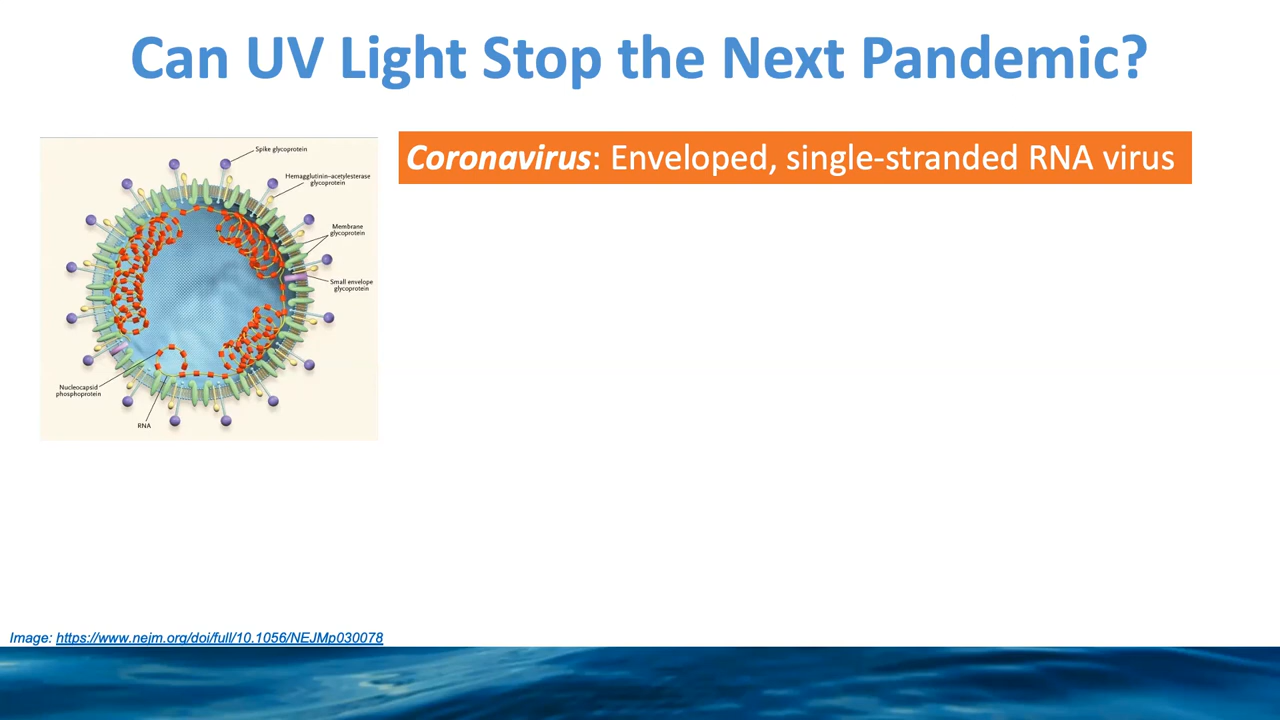 Can UV Light Stop the Next Pandemic?
Coronavirus: Enveloped, single-stranded RNA virus
Spike glycoprotein
Hemagglutinin–acetylesterase
glycoprotein
Membrane
glycoprotein
Small envelope
glycoprotein
Nucleocapsid
phosphoprotein
RNA
Image: https://www.nejm.org/doi/full/10.1056/NEJMp030078